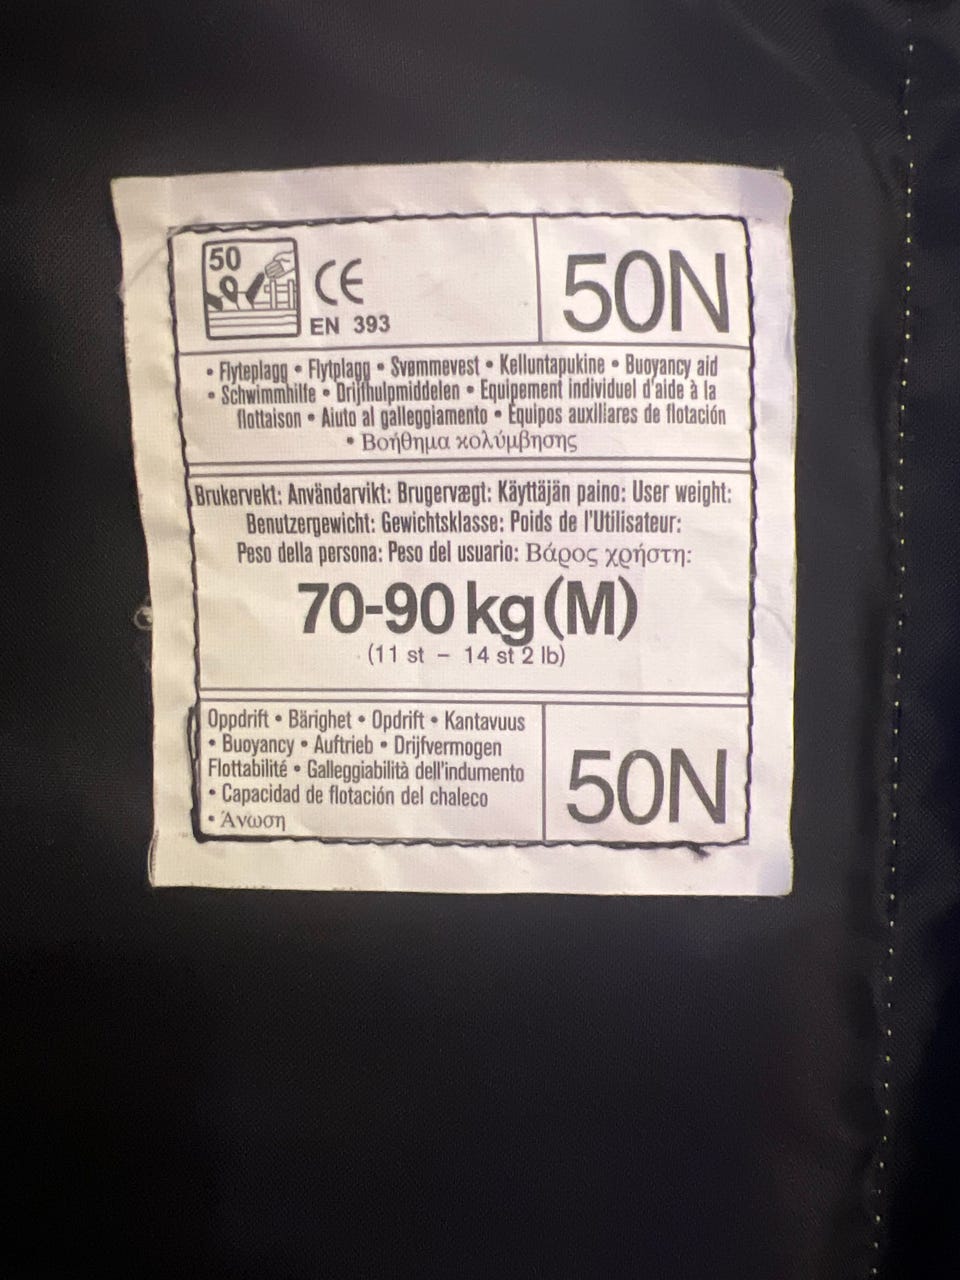 50
CE
EN 393
50N
• Flyteplagg • Flytplagg • Svømmevest • Kelluntapukine • Buoyancy aid
• Schwimmhilfe • Drijfhulpmiddelen • Equipement individuel d'aide à la
flottaison • Aiuto al galleggiamento • Equipos auxiliares de flotación
• Βοήθημα κολύμβησης
Brukervekt: Användarvikt: Brugervægt: Käyttäjän paino: User weight:
Benutzergewicht: Gewichtsklasse: Poids de l'Utilisateur:
Peso della persona: Peso del usuario: Βάρος χρήστη:
70-90 kg (M)
(11 st – 14 st 2 lb)
Oppdrift • Bärighet • Opdrift • Kantavuus
• Buoyancy • Auftrieb • Drijfvermogen
Flottabilité • Galleggiabilità dell'indumento
• Capacidad de flotación del chaleco
• Άνωση
50N